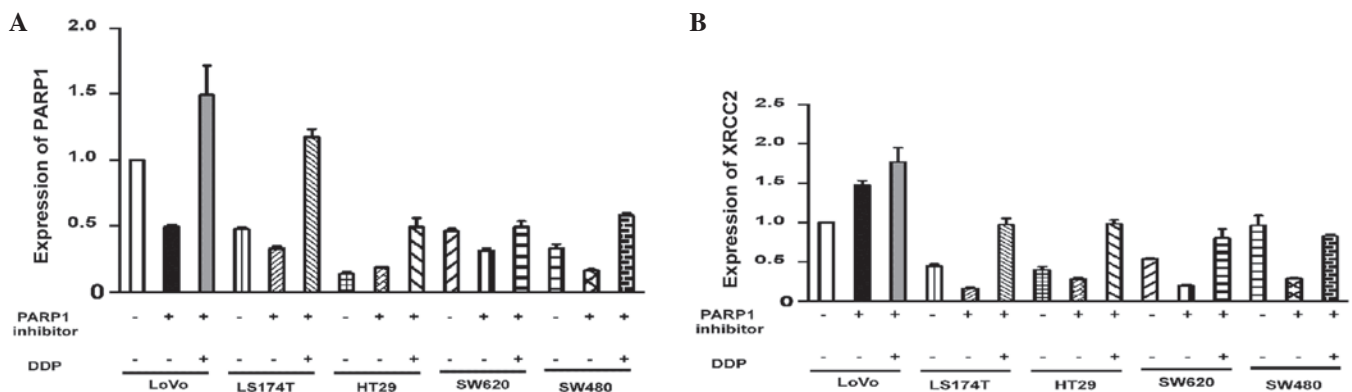 A
2.0
1.5
1.0
0.5
0
Expression of PARP1
PARP1 inhibitor - + + - + + - + + - + + - + +
DDP - - + - - + - - + - - + - - +
LoVo LS174T HT29 SW620 SW480
B
2.5
2.0
1.5
1.0
0.5
0
Expression of XRCC2
PARP1 inhibitor - + + - + + - + + - + + - + +
DDP - - + - - + - - + - - + - - +
LoVo LS174T HT29 SW620 SW480